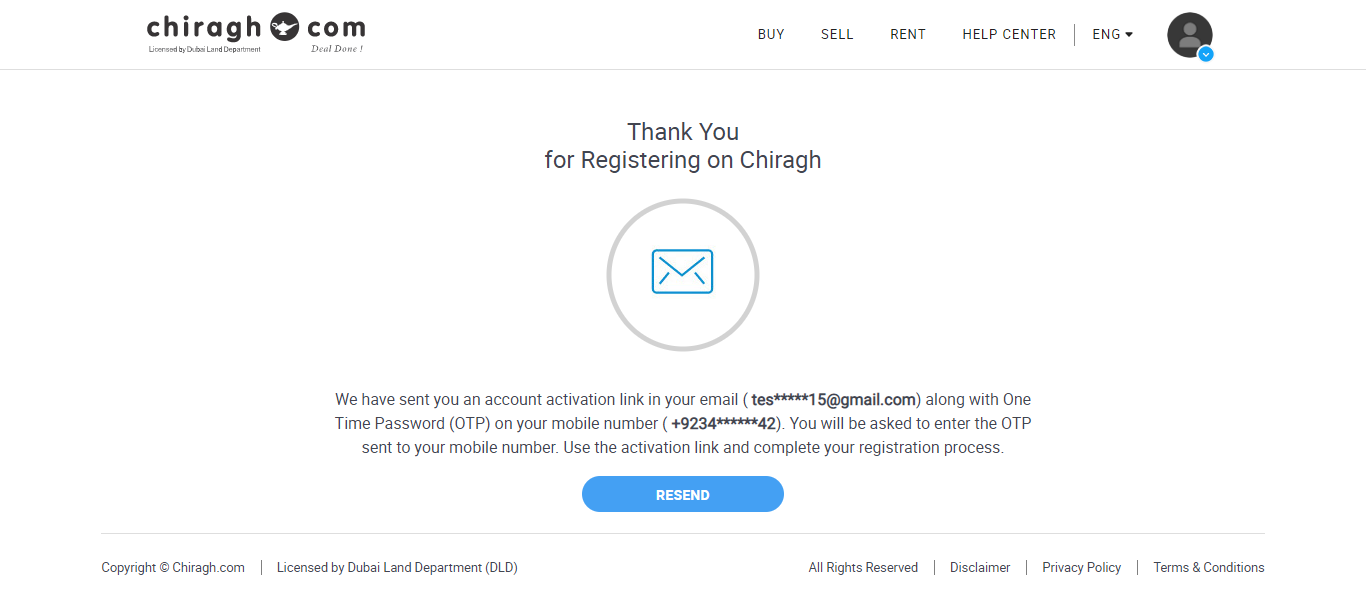 chiragh com
Licensed by Dubai Land Department
Deal Done !
BUY SELL RENT HELP CENTER ENG
Thank You
for Registering on Chiragh
We have sent you an account activation link in your email ( tes*****15@gmail.com) along with One
Time Password (OTP) on your mobile number ( +9234******42). You will be asked to enter the OTP
sent to your mobile number. Use the activation link and complete your registration process.
RESEND
Copyright © Chiragh.com Licensed by Dubai Land Department (DLD) All Rights Reserved Disclaimer Privacy Policy Terms & Conditions